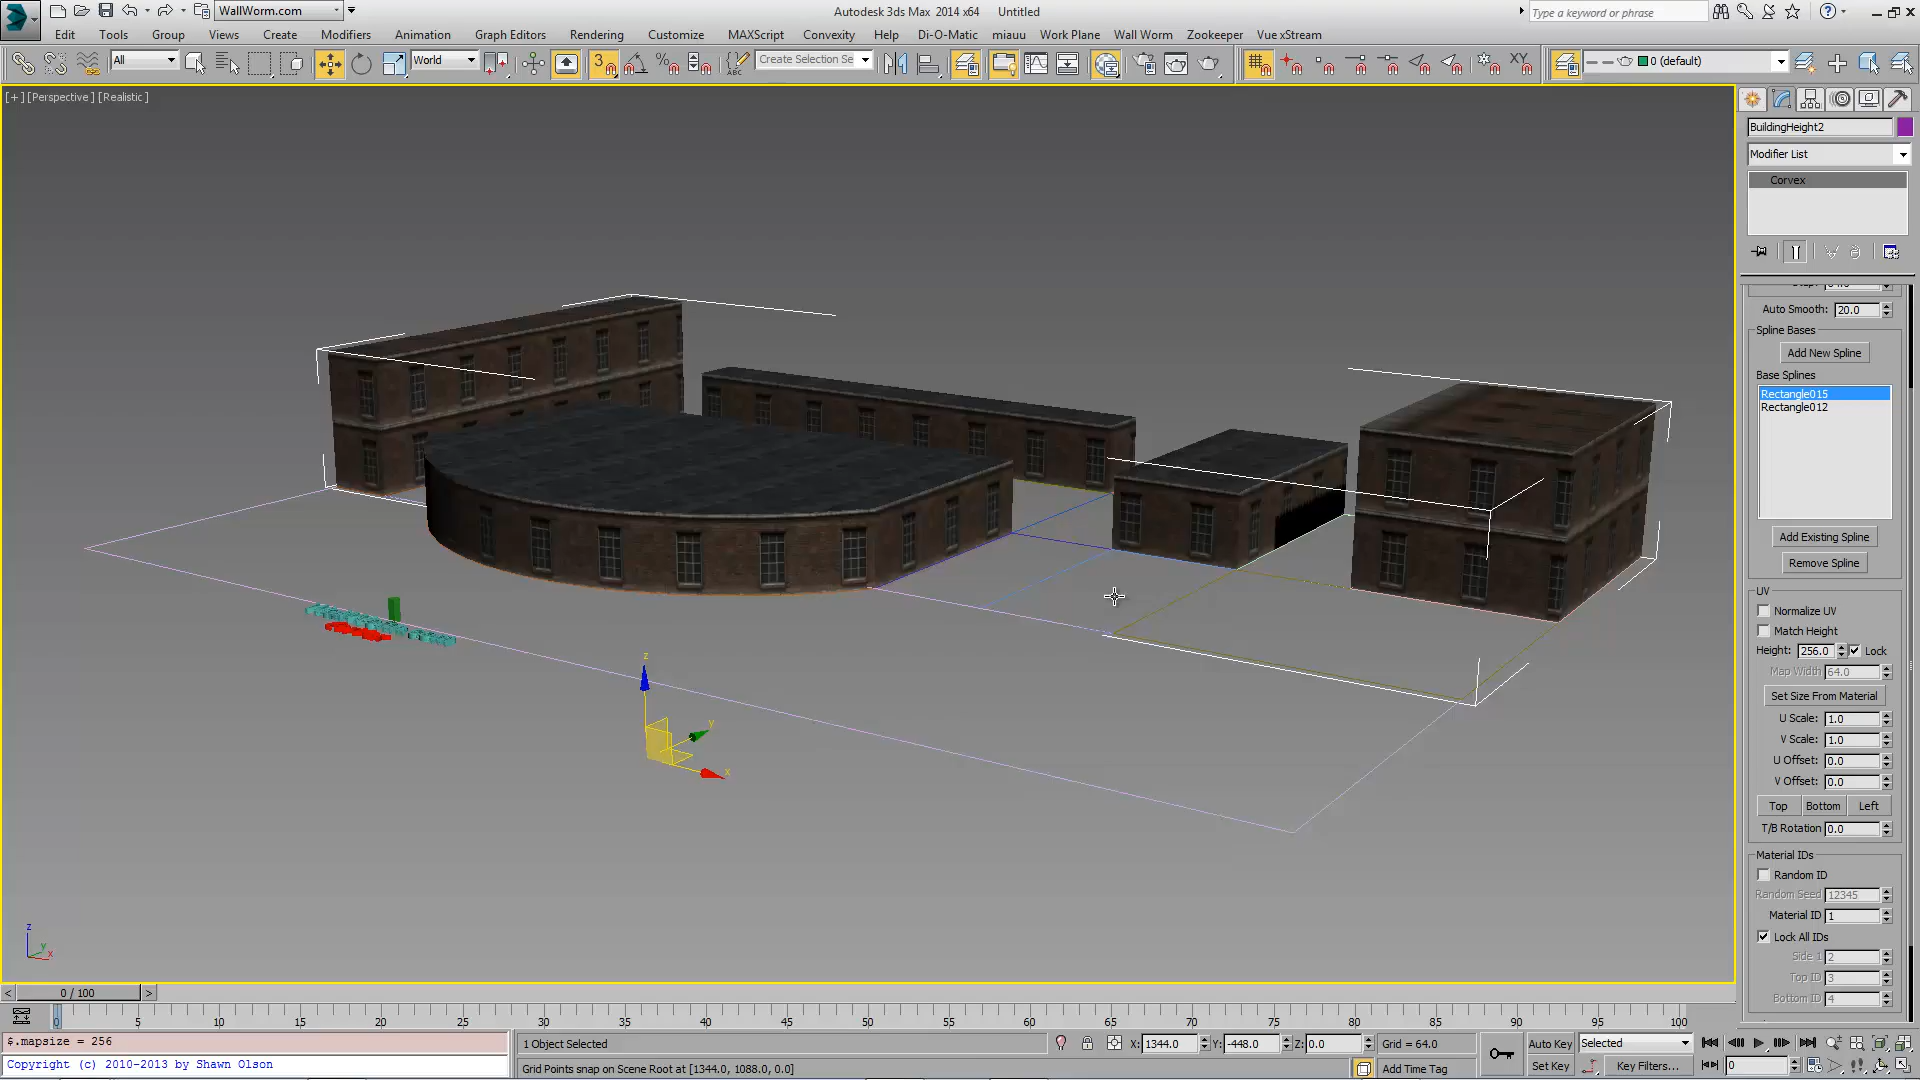 WallWorm.com
Autodesk 3ds Max 2014 x64 Untitled
Type a keyword or phrase
Edit Tools Group Views Create Modifiers Animation Graph Editors Rendering Customize MAXScript Convexity Help Di-O-Matic miauu Work Plane Wall Worm Zookeeper Vue xStream
All World 3 Create Selection Se XY 0 (default)
[+] [Perspective] [Realistic]
BuildingHeight2
Modifier List
Corvex
Auto Smooth: 20.0
Spline Bases
Add New Spline
Base Splines
Rectangle015
Rectangle012
Add Existing Spline
Remove Spline
UV
Normalize UV
Match Height
Height: 256.0 Lock
Map Width 64.0
Set Size From Material
U Scale: 1.0
V Scale: 1.0
U Offset: 0.0
V Offset: 0.0
Top Bottom Left
T/B Rotation 0.0
Material IDs
Random ID
Random Seed 12345
Material ID 1
Lock All IDs
Side 1 2
Top ID 3
Bottom ID 4
z
y
x
z
y
x
< 0 / 100 >
0 5 10 15 20 25 30 35 40 45 50 55 60 65 70 75 80 85 90 95 100
$.mapsize = 256
Copyright (c) 2010-2013 by Shawn Olson
1 Object Selected X: 1344.0 Y: -448.0 Z: 0.0 Grid = 64.0 Auto Key Selected
Grid Points snap on Scene Root at [1344.0, 1088.0, 0.0] Add Time Tag Set Key Key Filters... 0